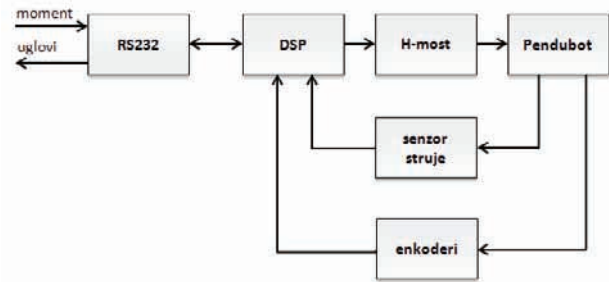 moment
uglovi
RS232
DSP
H-most
Pendubot
senzor
struje
enkoderi